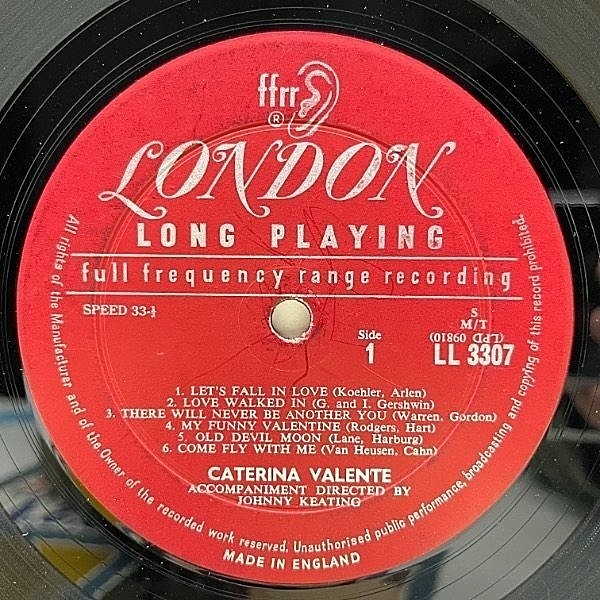 ffrr
®
LONDON
LONG PLAYING
full frequency range recording
SPEED 33-⅓
Side
1
S
M/T
(LPD 09810)
LL 3307
1. LET'S FALL IN LOVE (Koehler, Arlen)
2. LOVE WALKED IN (G. and I. Gershwin)
3. THERE WILL NEVER BE ANOTHER YOU (Warren, Gordon)
4. MY FUNNY VALENTINE (Rodgers, Hart)
5. OLD DEVIL MOON (Lane, Harburg)
6. COME FLY WITH ME (Van Heusen, Cahn)
CATERINA VALENTE
ACCOMPANIMENT DIRECTED BY
JOHNNY KEATING
All rights of the Manufacturer and of the Owner of the recorded work reserved. Unauthorised public performance, broadcasting and copying of this record prohibited.
MADE IN ENGLAND